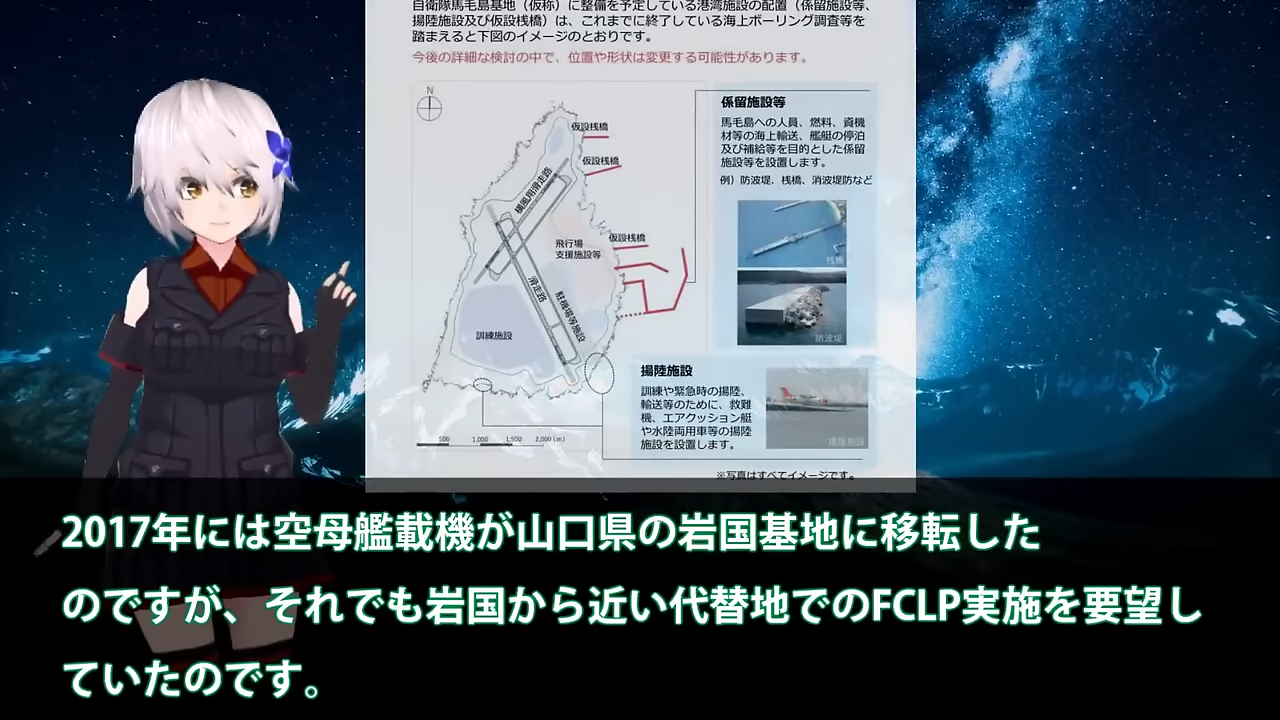 自衛隊馬毛島基地（仮称）に整備を予定している港湾施設の配置（係留施設等、
揚陸施設及び仮設桟橋）は、これまでに終了している海上ボーリング調査等を
踏まえると下図のイメージのとおりです。
今後の詳細な検討の中で、位置や形状は変更する可能性があります。
N
仮設桟橋
仮設桟橋
横風用滑走路
仮設桟橋
飛行場
支援施設等
滑走路
駐機場等施設
訓練施設
500 1,000 1,500 2,000 (m)
係留施設等
馬毛島への人員、燃料、資機
材等の海上輸送、艦艇の停泊
及び補給等を目的とした係留
施設等を設置します。
例）防波堤、桟橋、消波堤防など
桟橋
防波堤
揚陸施設
訓練や緊急時の揚陸、
輸送等のために、救難
機、エアクッション艇
や水陸両用車等の揚陸
施設を設置します。
揚陸施設
※写真はすべてイメージです。
2017年には空母艦載機が山口県の岩国基地に移転した
のですが、それでも岩国から近い代替地でのFCLP実施を要望し
ていたのです。